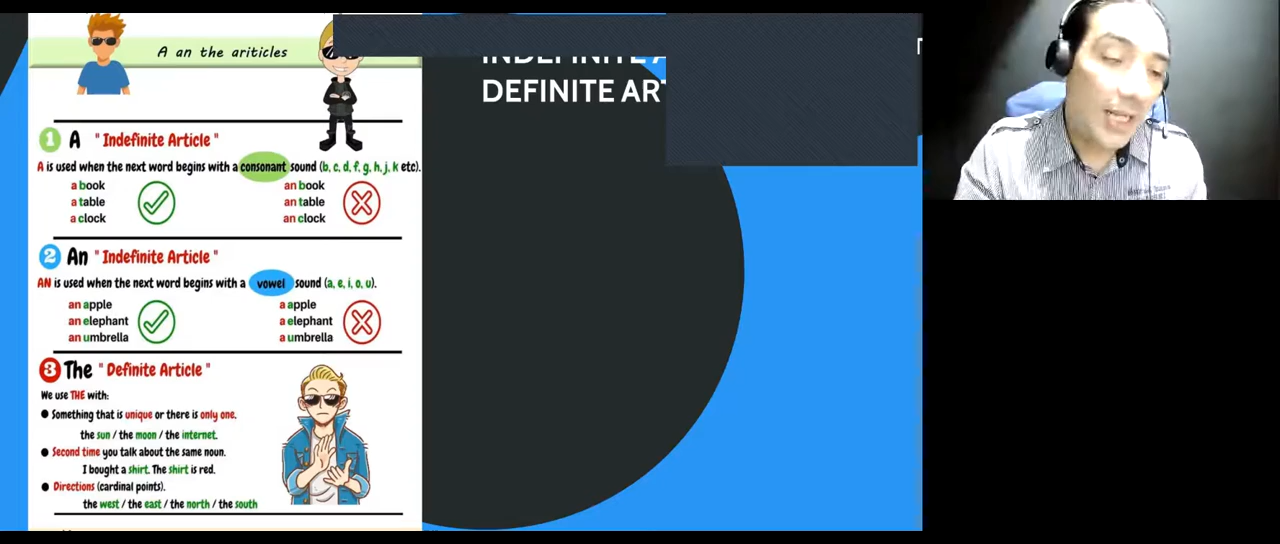 A an the ariticles
1 A " Indefinite Article "
A is used when the next word begins with a consonant sound (b, c, d, f, g, h, j, k etc).
a book
a table
a clock
an book
an table
an clock
2 An " Indefinite Article "
AN is used when the next word begins with a vowel sound (a, e, i, o, u).
an apple
an elephant
an umbrella
a apple
a elephant
a umbrella
3 The " Definite Article "
We use THE with:
● Something that is unique or there is only one.
the sun / the moon / the internet.
● Second time you talk about the same noun.
I bought a shirt. The shirt is red.
● Directions (cardinal points).
the west / the east / the north / the south
INDEFINITE A
DEFINITE ART